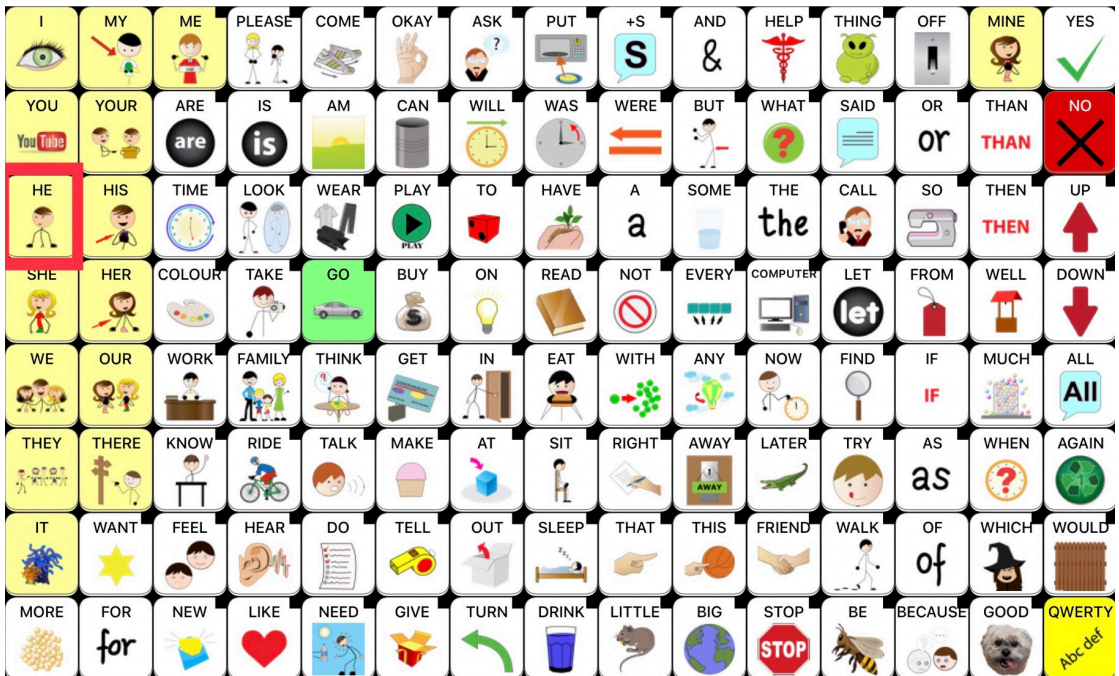 I MY ME PLEASE COME OKAY ASK PUT +S AND HELP THING OFF MINE YES
? S &
YOU YOUR ARE IS AM CAN WILL WAS WERE BUT WHAT SAID OR THAN NO
YouTube are is ? or THAN
HE HIS TIME LOOK WEAR PLAY TO HAVE A SOME THE CALL SO THEN UP
PLAY a the THEN
SHE HER COLOUR TAKE GO BUY ON READ NOT EVERY COMPUTER LET FROM WELL DOWN
$ let
WE OUR WORK FAMILY THINK GET IN EAT WITH ANY NOW FIND IF MUCH ALL
? IF All
THEY THERE KNOW RIDE TALK MAKE AT SIT RIGHT AWAY LATER TRY AS WHEN AGAIN
AWAY as ? 1
IT WANT FEEL HEAR DO TELL OUT SLEEP THAT THIS FRIEND WALK OF WHICH WOULD
zzz of
MORE FOR NEW LIKE NEED GIVE TURN DRINK LITTLE BIG STOP BE BECAUSE GOOD QWERTY
for STOP Abc def